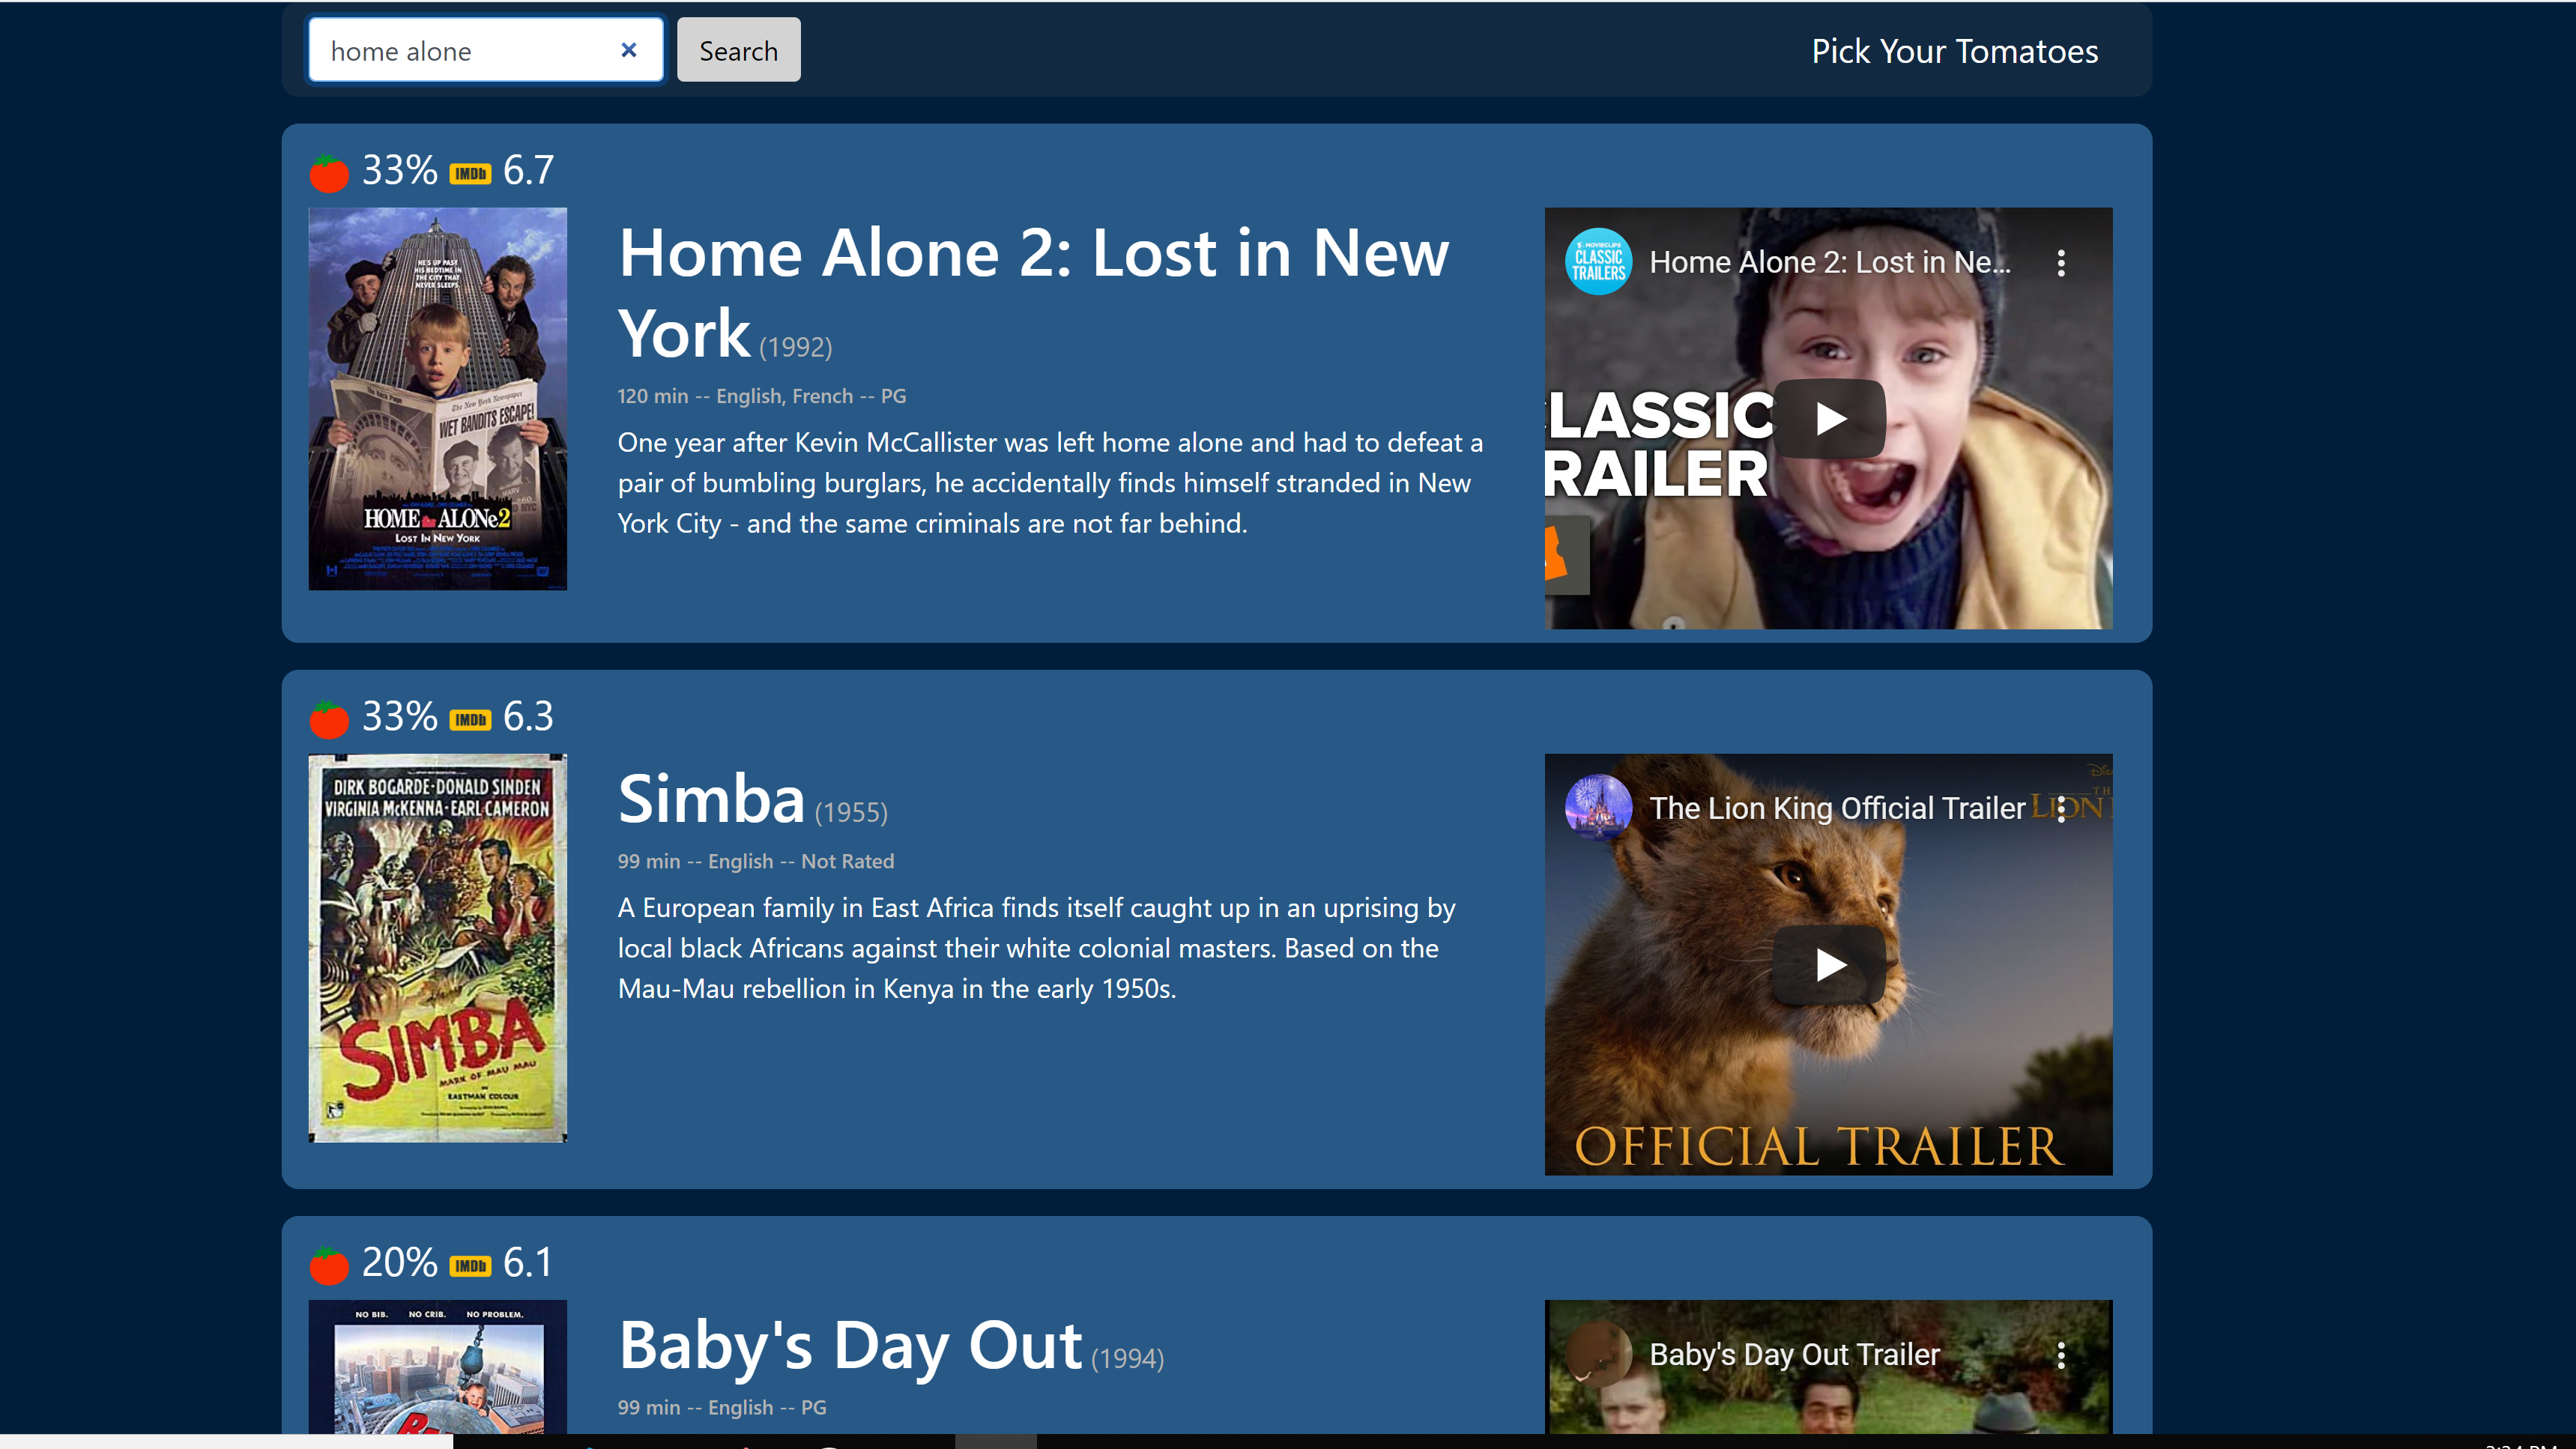 home alone
Search
Pick Your Tomatoes
33% IMDb 6.7
HE'S UP PAST
HIS BEDTIME IN
THE CITY THAT
NEVER SLEEPS.
The New York Newspaper
WET BANDITS ESCAPE!
HOME ALONe2
LOST IN NEW YORK
Home Alone 2: Lost in New
York (1992)
120 min -- English, French -- PG
One year after Kevin McCallister was left home alone and had to defeat a
pair of bumbling burglars, he accidentally finds himself stranded in New
York City - and the same criminals are not far behind.
MOVIECLIPS
CLASSIC
TRAILERS
Home Alone 2: Lost in Ne...
CLASSIC
RAILER
33% IMDb 6.3
DIRK BOGARDE·DONALD SINDEN
VIRGINIA McKENNA·EARL CAMERON
SIMBA
MARK OF MAU MAU
EASTMAN COLOUR
Simba (1955)
99 min -- English -- Not Rated
A European family in East Africa finds itself caught up in an uprising by
local black Africans against their white colonial masters. Based on the
Mau-Mau rebellion in Kenya in the early 1950s.
The Lion King Official Trailer
TH
LION
OFFICIAL TRAILER
20% IMDb 6.1
NO BIB. NO CRIB. NO PROBLEM.
Baby's Day Out (1994)
99 min -- English -- PG
Baby's Day Out Trailer